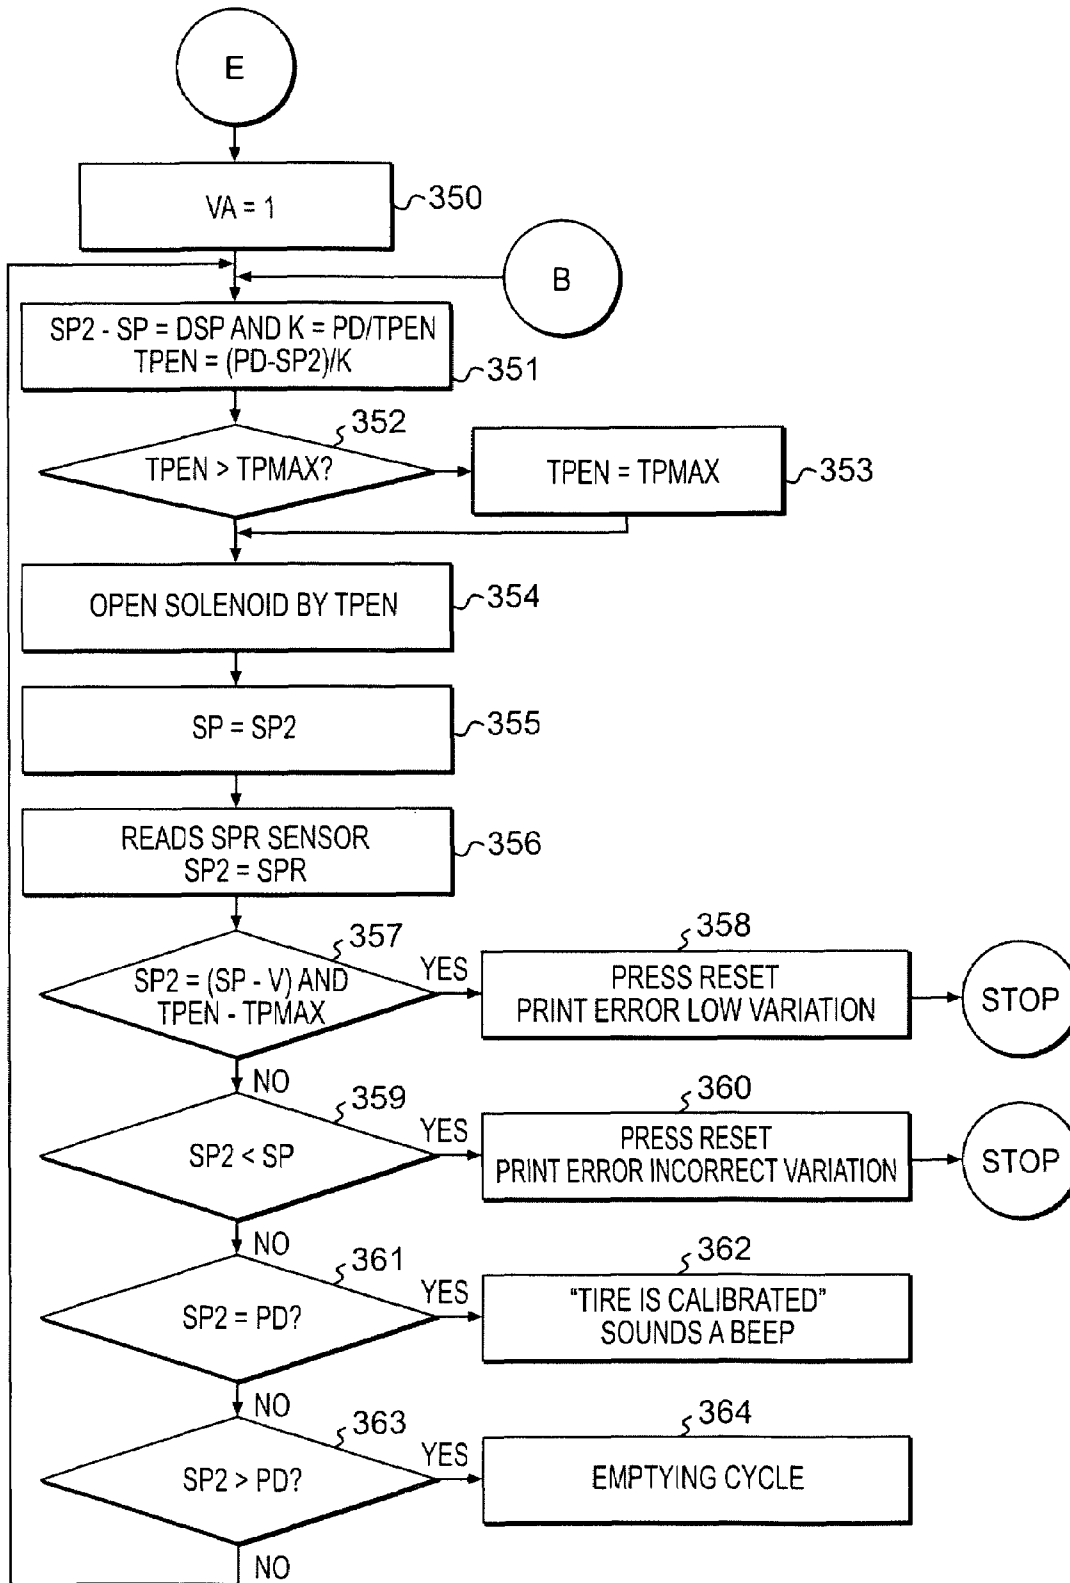 E
VA = 1
350
B
SP2 - SP = DSP AND K = PD/TPEN
TPEN = (PD-SP2)/K
351
352
TPEN > TPMAX?
TPEN = TPMAX
353
OPEN SOLENOID BY TPEN
354
SP = SP2
355
READS SPR SENSOR
SP2 = SPR
356
357
SP2 = (SP - V) AND
TPEN - TPMAX
YES
358
PRESS RESET
PRINT ERROR LOW VARIATION
STOP
NO
359
SP2 < SP
YES
360
PRESS RESET
PRINT ERROR INCORRECT VARIATION
STOP
NO
361
SP2 = PD?
YES
362
"TIRE IS CALIBRATED"
SOUNDS A BEEP
NO
363
SP2 > PD?
YES
364
EMPTYING CYCLE
NO